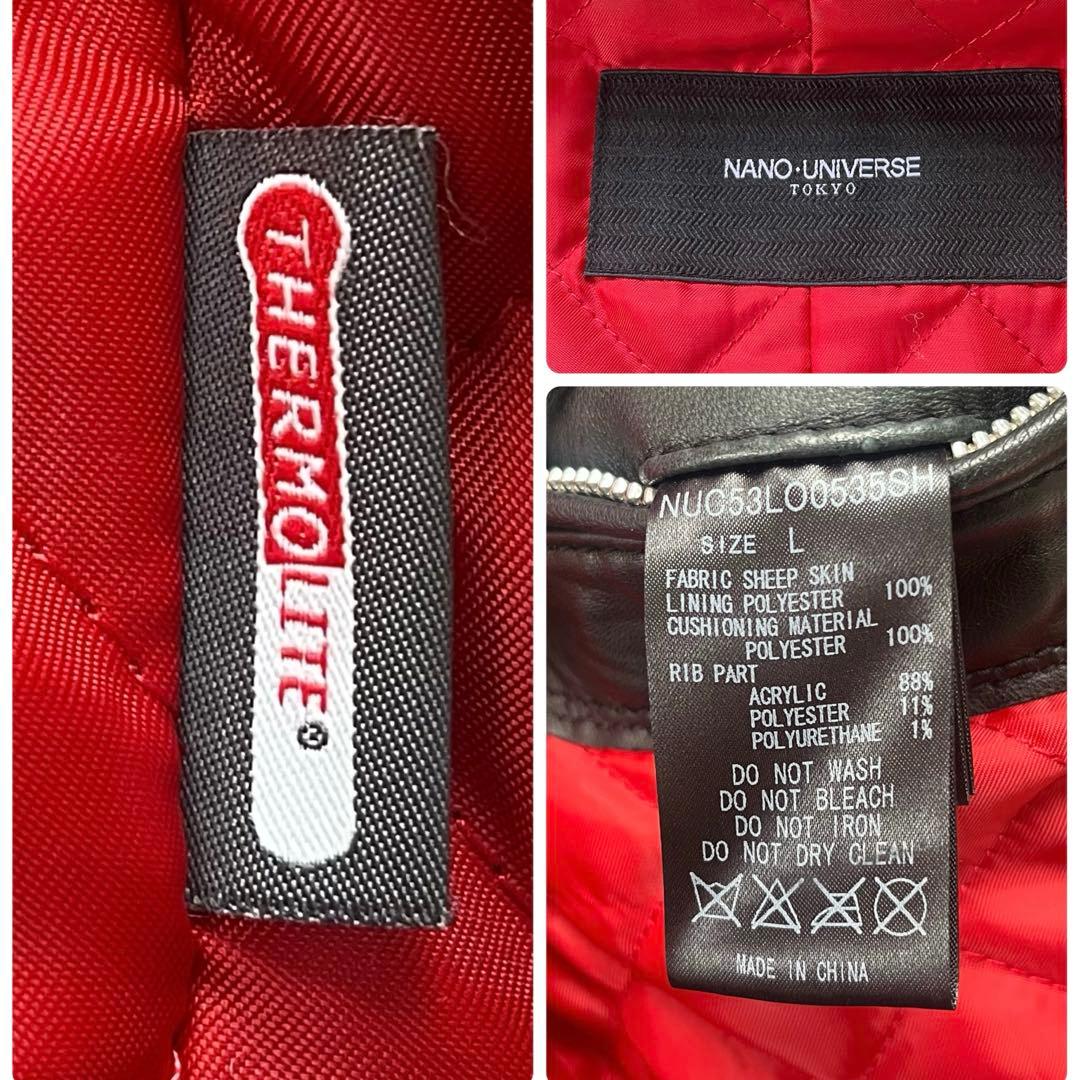 THERMOLITE®
NANO·UNIVERSE
TOKYO
NUC53LO0535SH
SIZE L
FABRIC SHEEP SKIN
LINING POLYESTER 100%
CUSHIONING MATERIAL
POLYESTER 100%
RIB PART
ACRYLIC 88%
POLYESTER 11%
POLYURETHANE 1%
DO NOT WASH
DO NOT BLEACH
DO NOT IRON
DO NOT DRY CLEAN
MADE IN CHINA